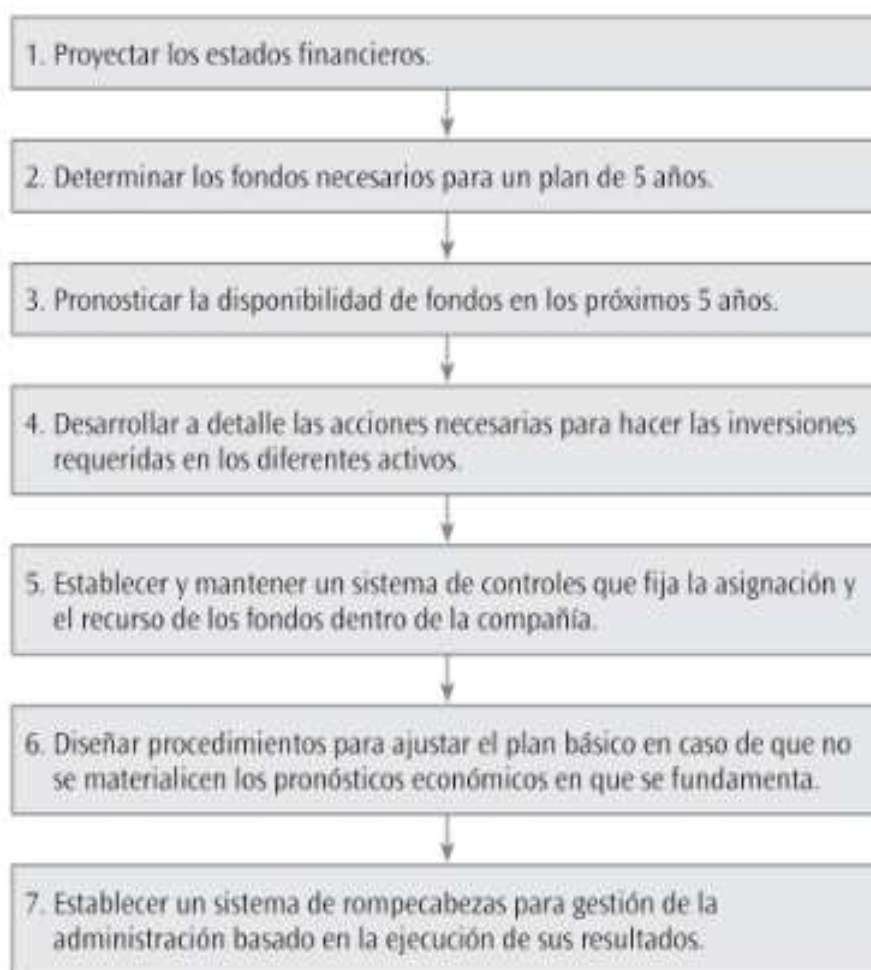 1. Proyectar los estados financieros.
2. Determinar los fondos necesarios para un plan de 5 años.
3. Pronosticar la disponibilidad de fondos en los próximos 5 años.
4. Desarrollar a detalle las acciones necesarias para hacer las inversiones
requeridas en los diferentes activos.
5. Establecer y mantener un sistema de controles que fija la asignación y
el recurso de los fondos dentro de la compañía.
6. Diseñar procedimientos para ajustar el plan básico en caso de que no
se materialicen los pronósticos económicos en que se fundamenta.
7. Establecer un sistema de rompecabezas para gestión de la
administración basado en la ejecución de sus resultados.